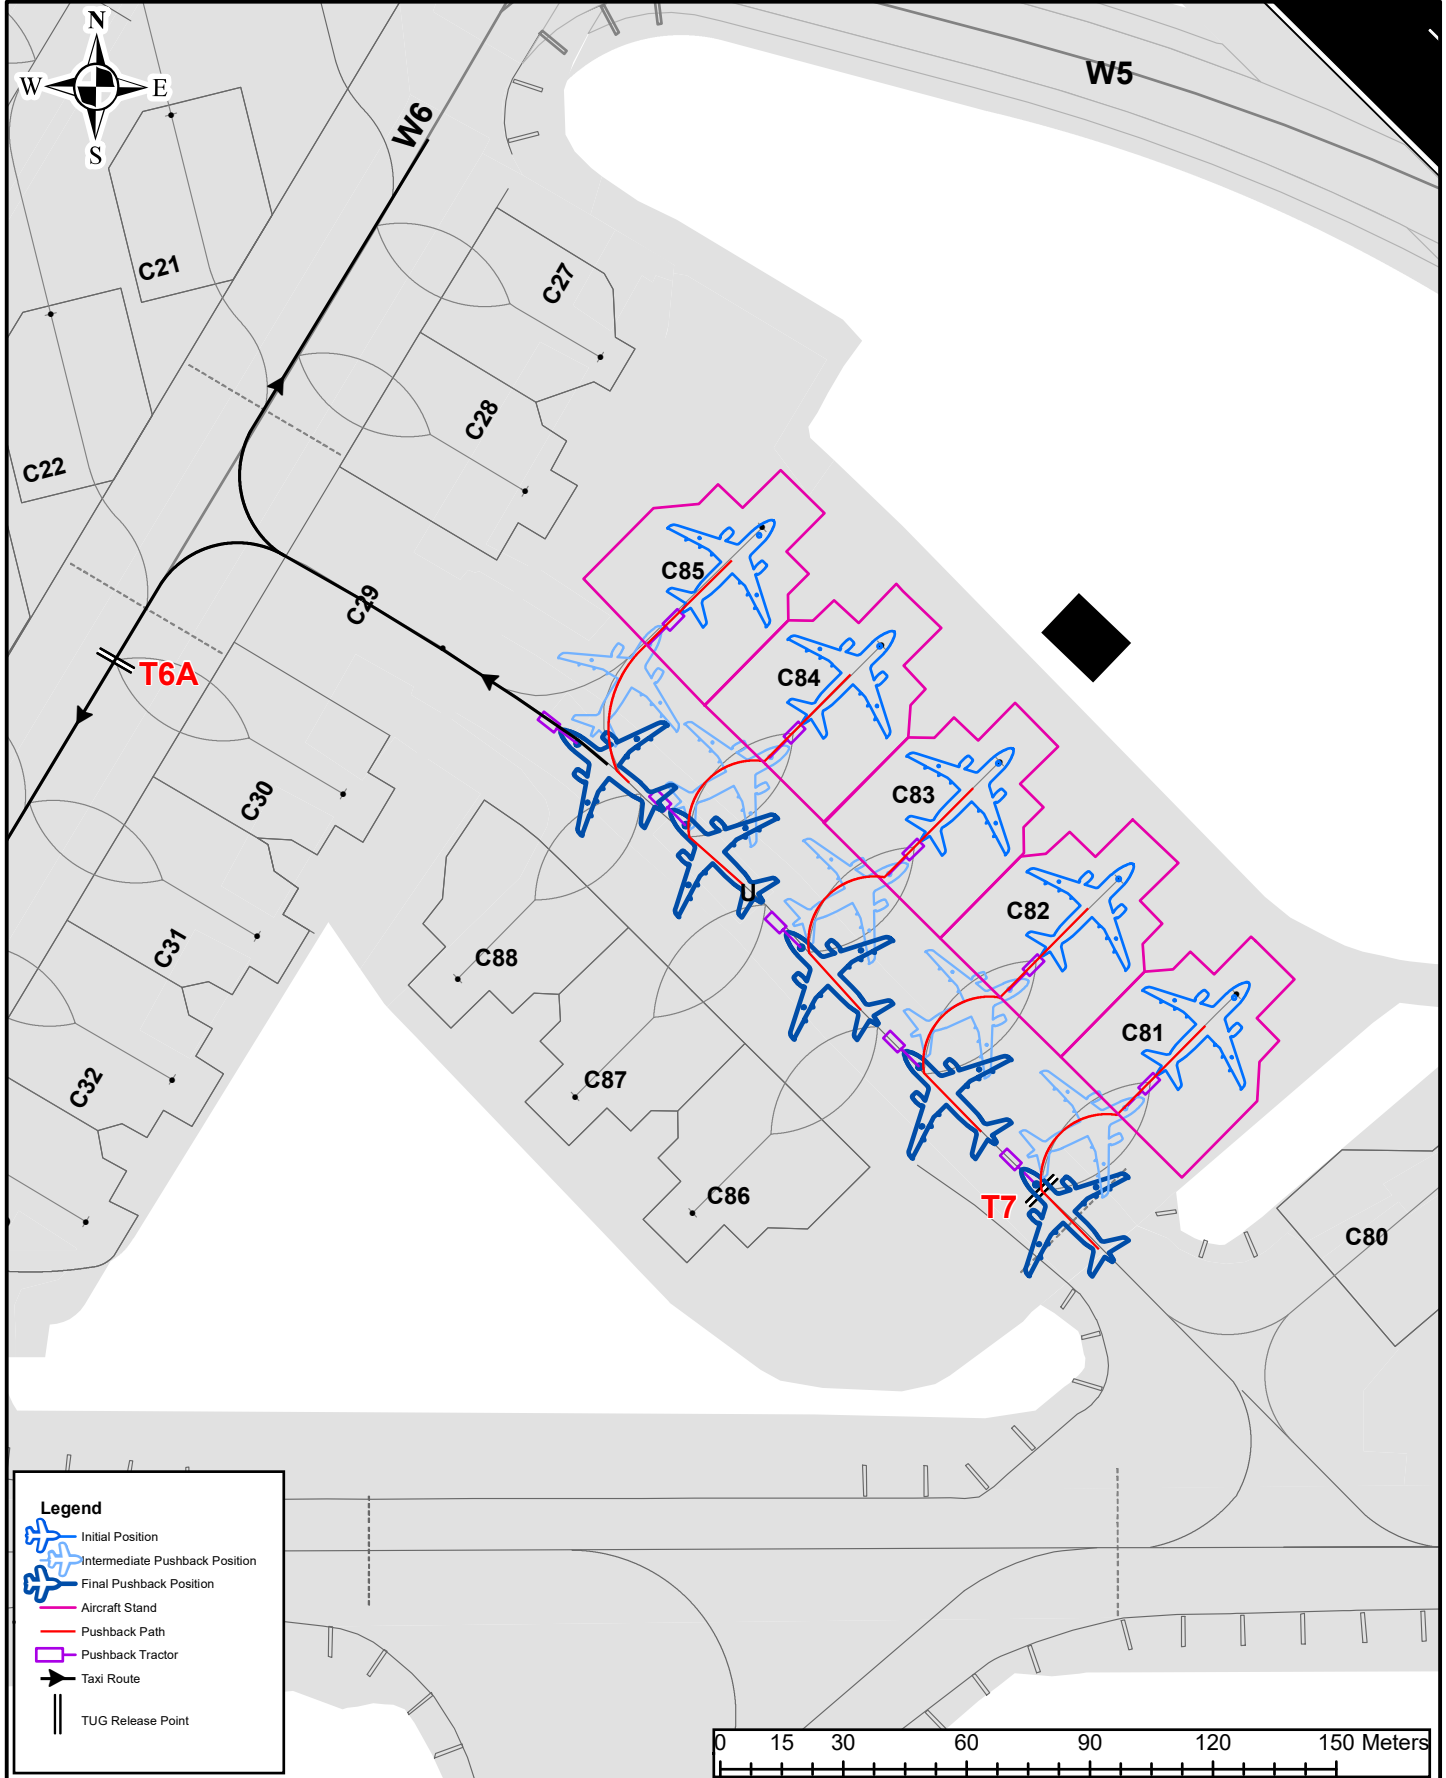 N
W E
S
W5
W6
C21
C27
C28
C22
C85
C29
C84
T6A
C83
C30
U
C82
C31
C88
C81
C87
C32
C86
T7
C80
Legend
Initial Position
Intermediate Pushback Position
Final Pushback Position
Aircraft Stand
Pushback Path
Pushback Tractor
Taxi Route
TUG Release Point
0 15 30 60 90 120 150 Meters